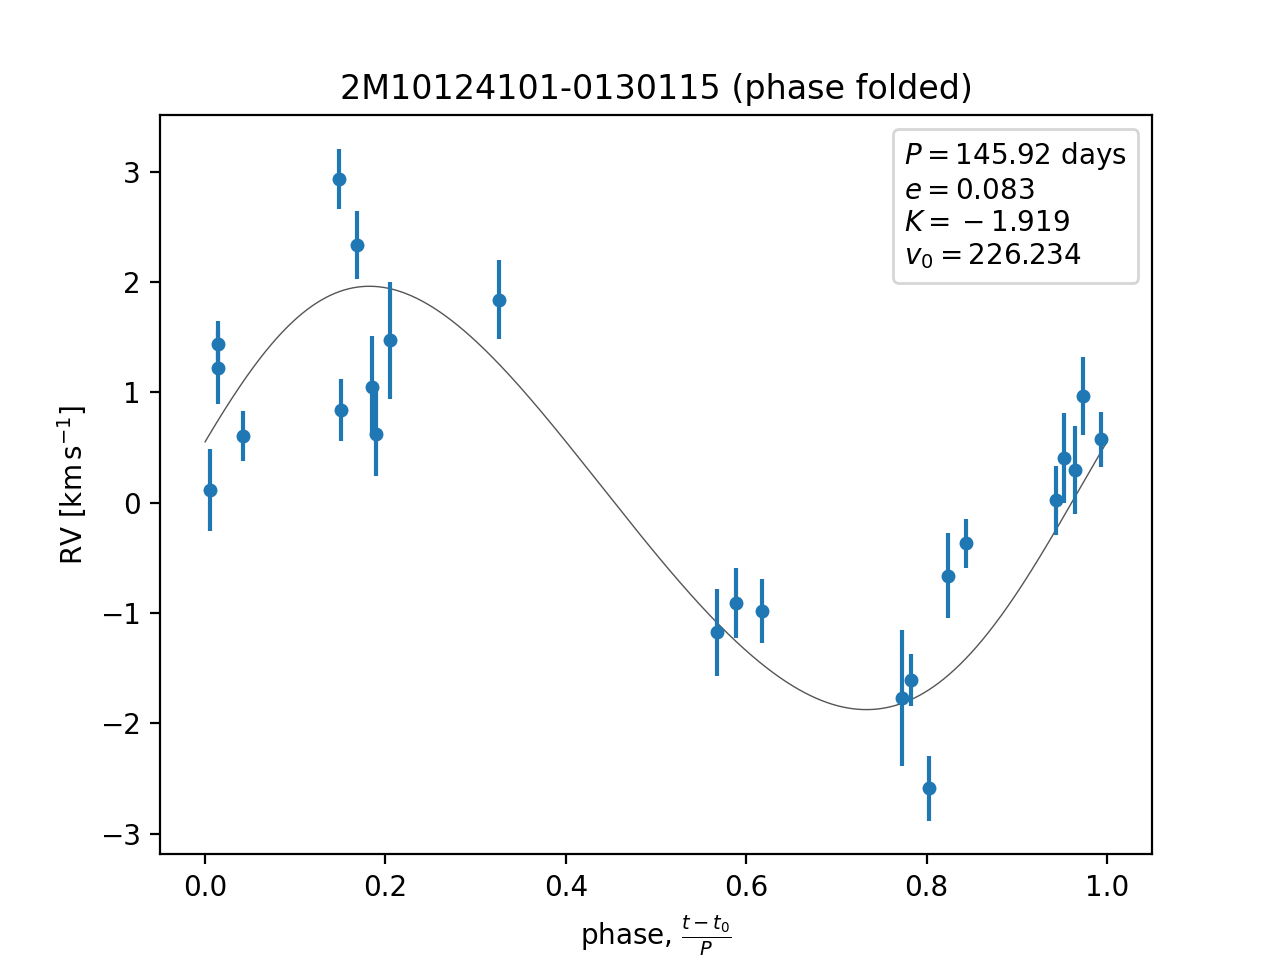 2M10124101-0130115 (phase folded)
P = 145.92 days
e = 0.083
K = −1.919
v₀ = 226.234
RV [km s⁻¹]
3
2
1
0
−1
−2
−3
0.0 0.2 0.4 0.6 0.8 1.0
phase, (t − t₀)/P